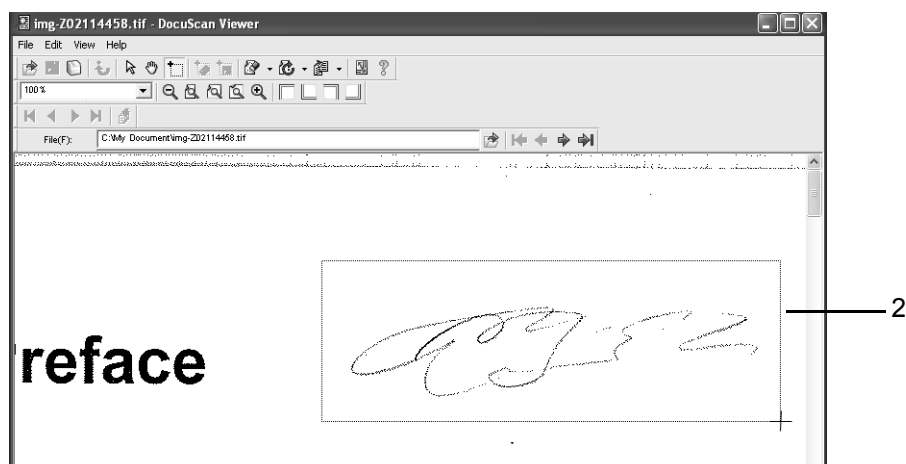 img-Z02114458.tif - DocuScan Viewer
File Edit View Help
100%
File(F): C:\My Document\img-Z02114458.tif
reface
2